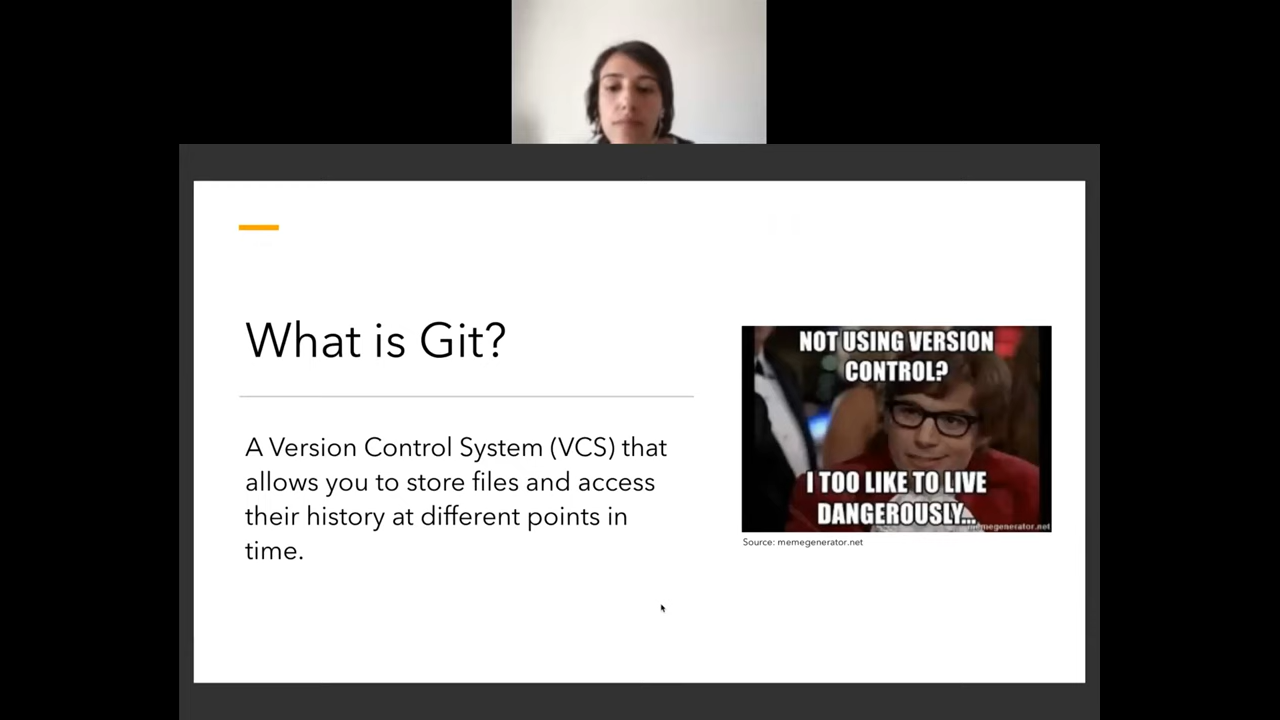 What is Git?
A Version Control System (VCS) that
allows you to store files and access
their history at different points in
time.
NOT USING VERSION
CONTROL?
I TOO LIKE TO LIVE
DANGEROUSLY...
memegenerator.net
Source: memegenerator.net